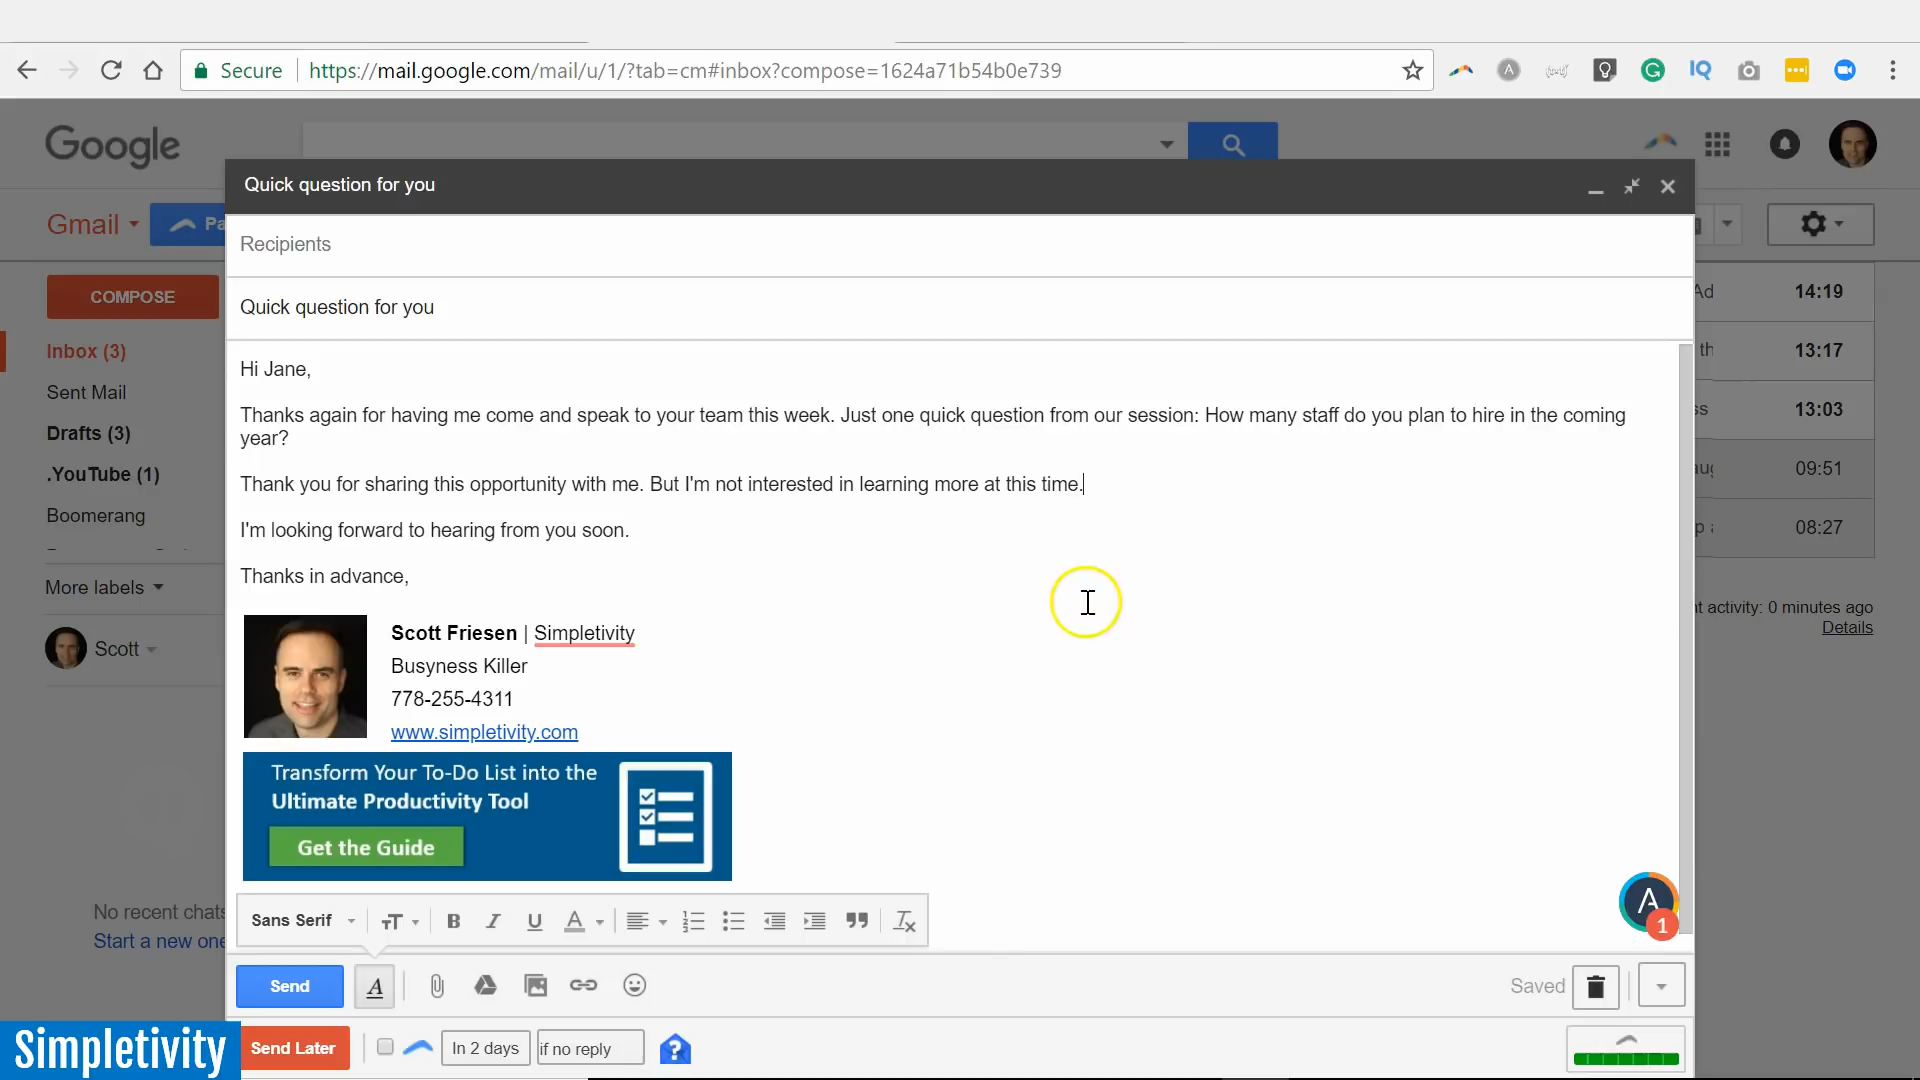 Secure https://mail.google.com/mail/u/1/?tab=cm#inbox?compose=1624a71b54b0e739
Google
Gmail
Pa
Quick question for you
Recipients
Quick question for you
Hi Jane,
Thanks again for having me come and speak to your team this week. Just one quick question from our session: How many staff do you plan to hire in the coming
year?
Thank you for sharing this opportunity with me. But I'm not interested in learning more at this time.
I'm looking forward to hearing from you soon.
Thanks in advance,
Scott Friesen | Simpletivity
Busyness Killer
778-255-4311
www.simpletivity.com
Transform Your To-Do List into the
Ultimate Productivity Tool
Get the Guide
COMPOSE
Inbox (3)
Sent Mail
Drafts (3)
.YouTube (1)
Boomerang
More labels
Scott
No recent chats
Start a new one
Ad 14:19
th 13:17
ss 13:03
09:51
08:27
t activity: 0 minutes ago
Details
Sans Serif
1
Send
Saved
Simpletivity
Send Later
In 2 days
if no reply